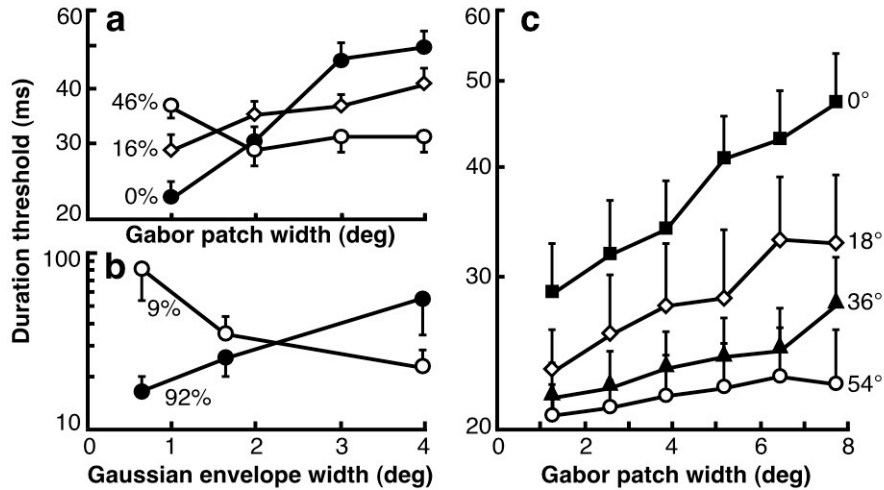 a
60
40
30
20
Duration threshold (ms)
46%
16%
0%
Gabor patch width (deg)
b
100
10
9%
92%
0 1 2 3 4
Gaussian envelope width (deg)
c
60
50
40
30
20
0°
18°
36°
54°
0 2 4 6 8
Gabor patch width (deg)